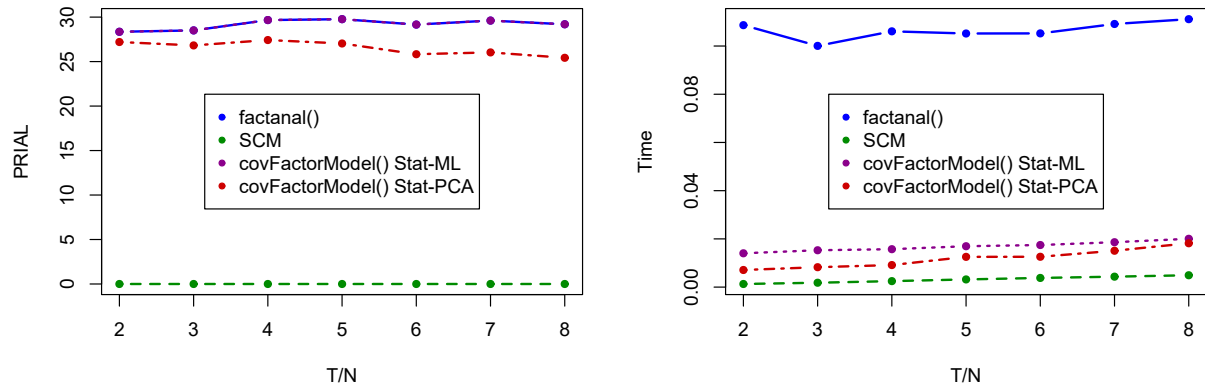 30
25
20
15
10
5
0
PRIAL
factanal()
SCM
covFactorModel() Stat-ML
covFactorModel() Stat-PCA
2 3 4 5 6 7 8
T/N
0.08
0.04
0.00
Time
factanal()
SCM
covFactorModel() Stat-ML
covFactorModel() Stat-PCA
2 3 4 5 6 7 8
T/N